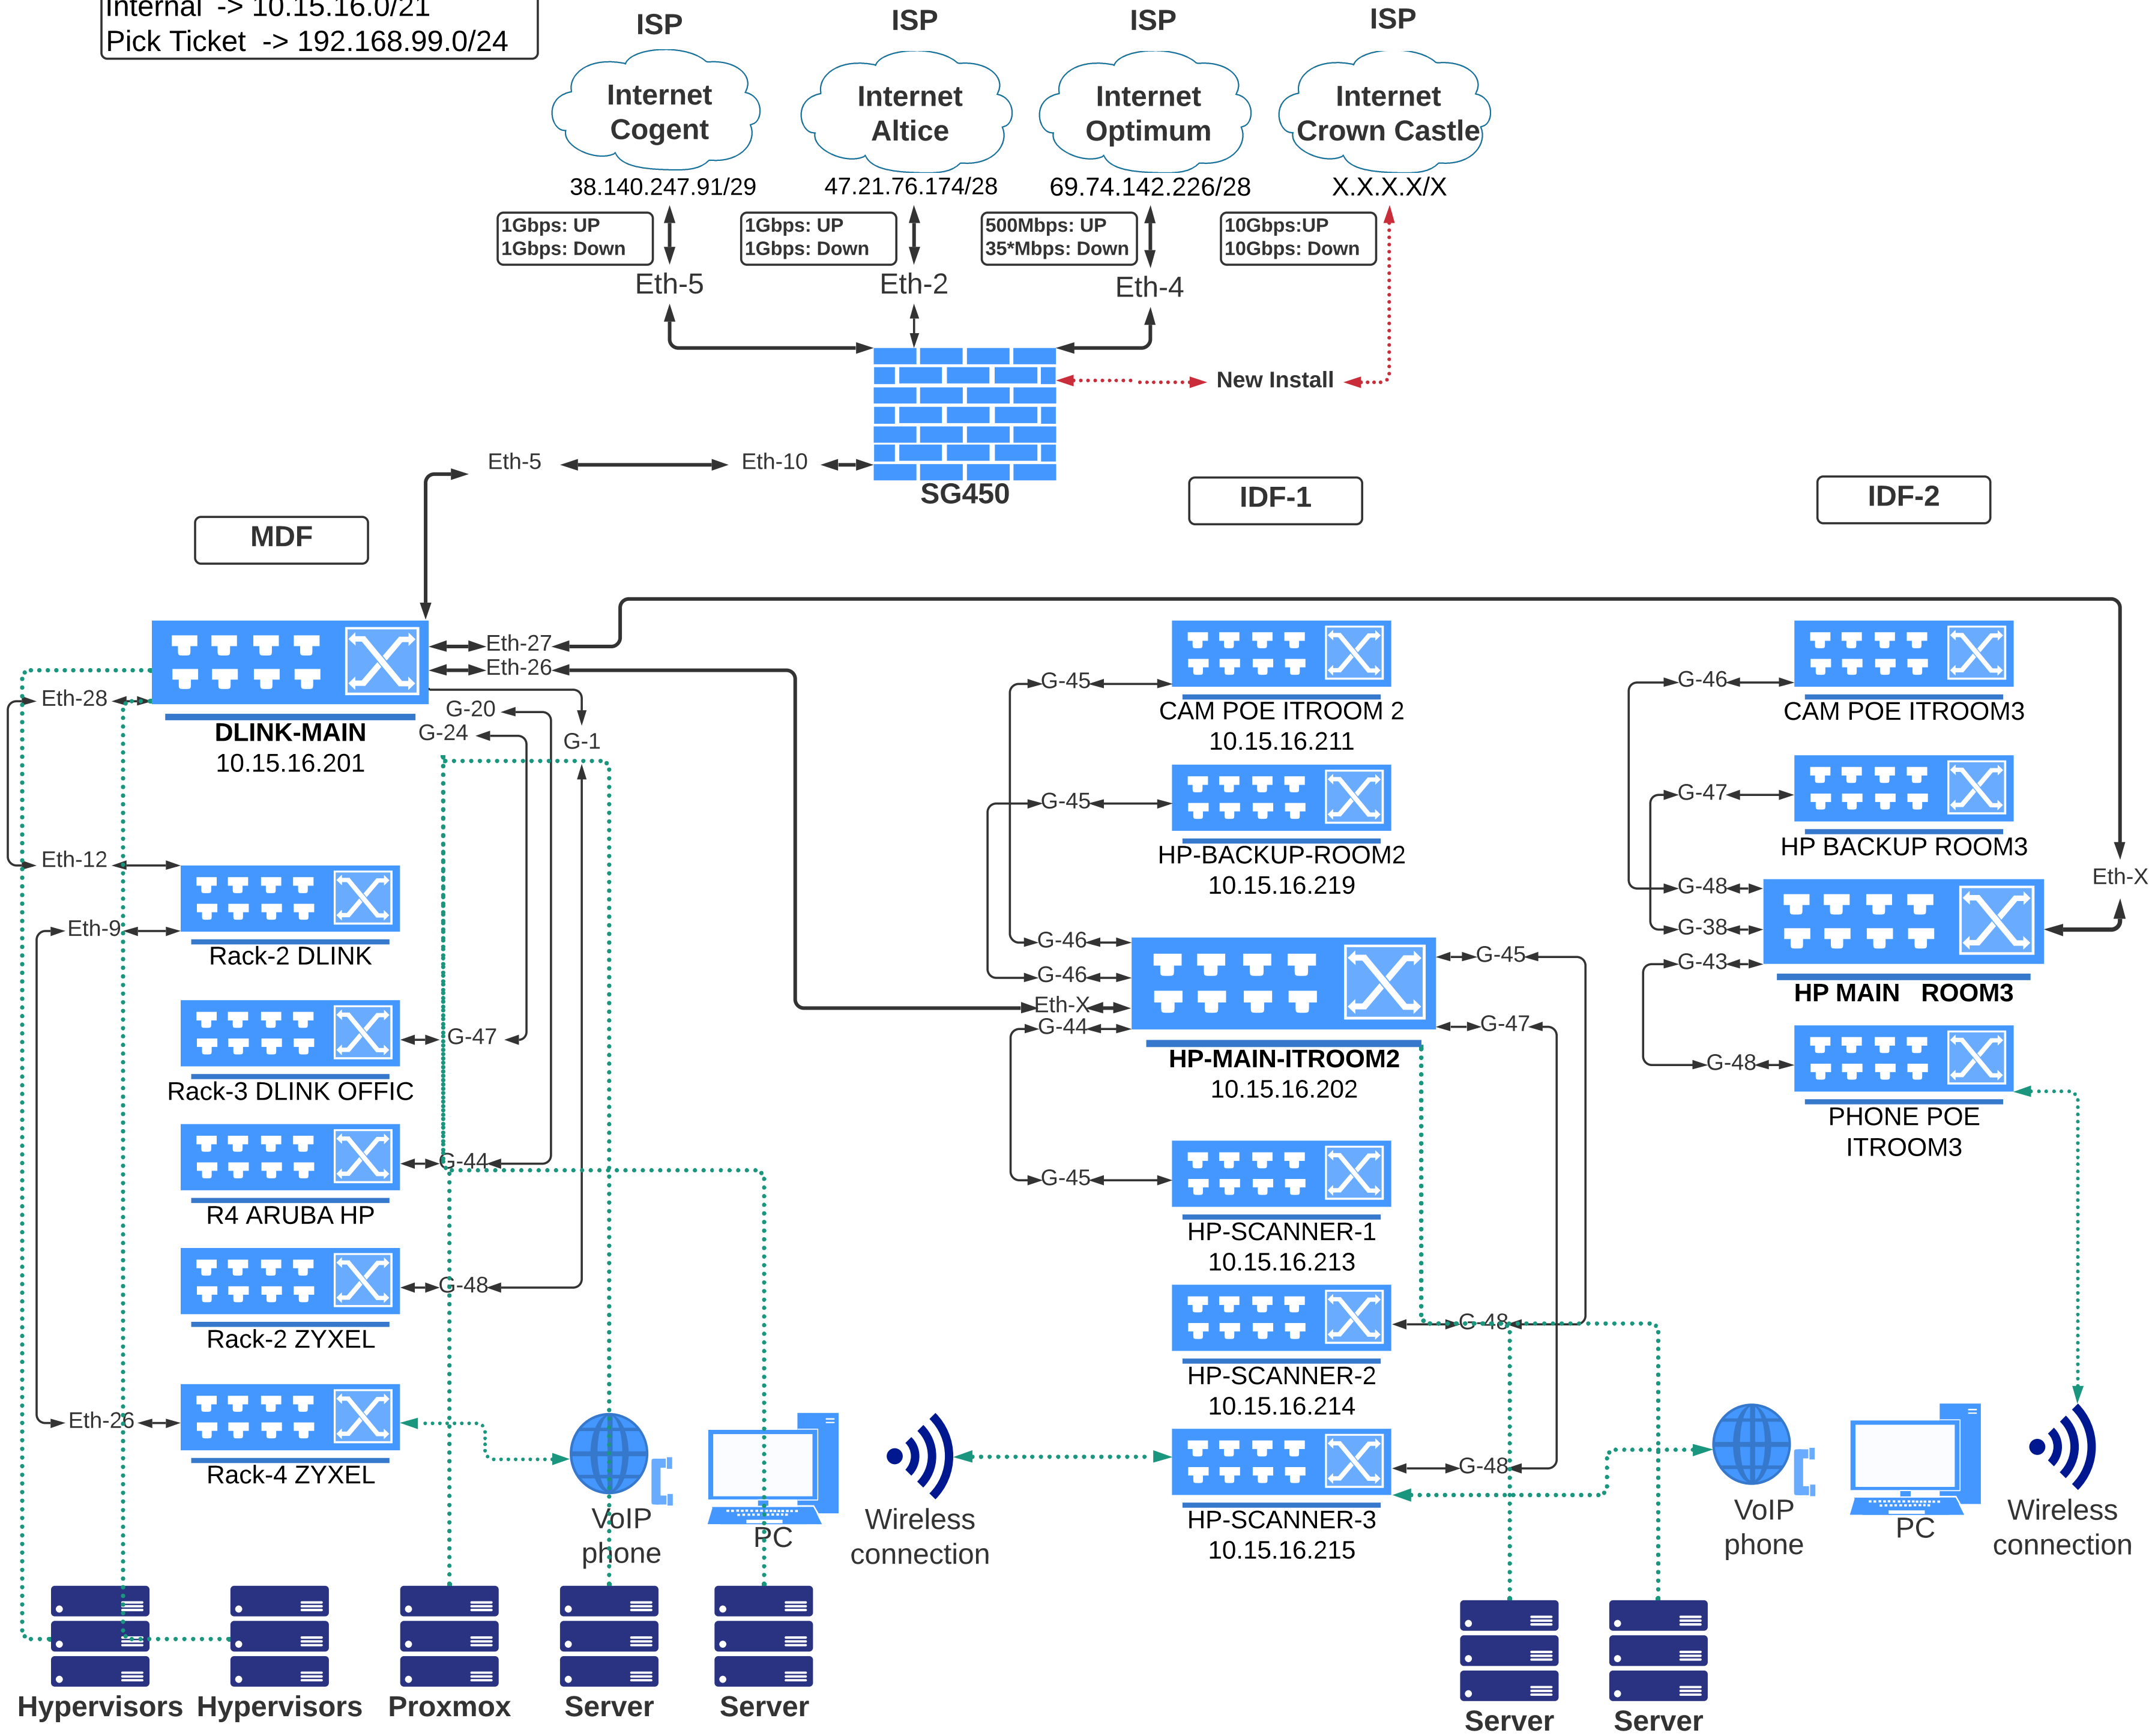 Internal -> 10.15.16.0/21
Pick Ticket -> 192.168.99.0/24
ISP
ISP
ISP
ISP
Internet
Cogent
Internet
Altice
Internet
Optimum
Internet
Crown Castle
38.140.247.91/29
47.21.76.174/28
69.74.142.226/28
X.X.X.X/X
1Gbps: UP
1Gbps: Down
1Gbps: UP
1Gbps: Down
500Mbps: UP
35*Mbps: Down
10Gbps:UP
10Gbps: Down
Eth-5
Eth-2
Eth-4
New Install
Eth-5
Eth-10
SG450
MDF
IDF-1
IDF-2
Eth-27
Eth-26
Eth-28
G-20
G-24
G-1
DLINK-MAIN
10.15.16.201
Eth-12
Eth-9
Rack-2 DLINK
G-47
Rack-3 DLINK OFFIC
G-44
R4 ARUBA HP
G-48
Rack-2 ZYXEL
Eth-26
Rack-4 ZYXEL
VoIP
phone
PC
Wireless
connection
Hypervisors
Hypervisors
Proxmox
Server
Server
G-45
CAM POE ITROOM 2
10.15.16.211
G-45
HP-BACKUP-ROOM2
10.15.16.219
G-46
G-46
Eth-X
G-44
G-45
G-47
HP-MAIN-ITROOM2
10.15.16.202
G-45
HP-SCANNER-1
10.15.16.213
G-48
HP-SCANNER-2
10.15.16.214
G-48
HP-SCANNER-3
10.15.16.215
Server
Server
G-46
CAM POE ITROOM3
G-47
HP BACKUP ROOM3
Eth-X
G-48
G-38
G-43
HP MAIN ROOM3
G-48
PHONE POE
ITROOM3
VoIP
phone
PC
Wireless
connection